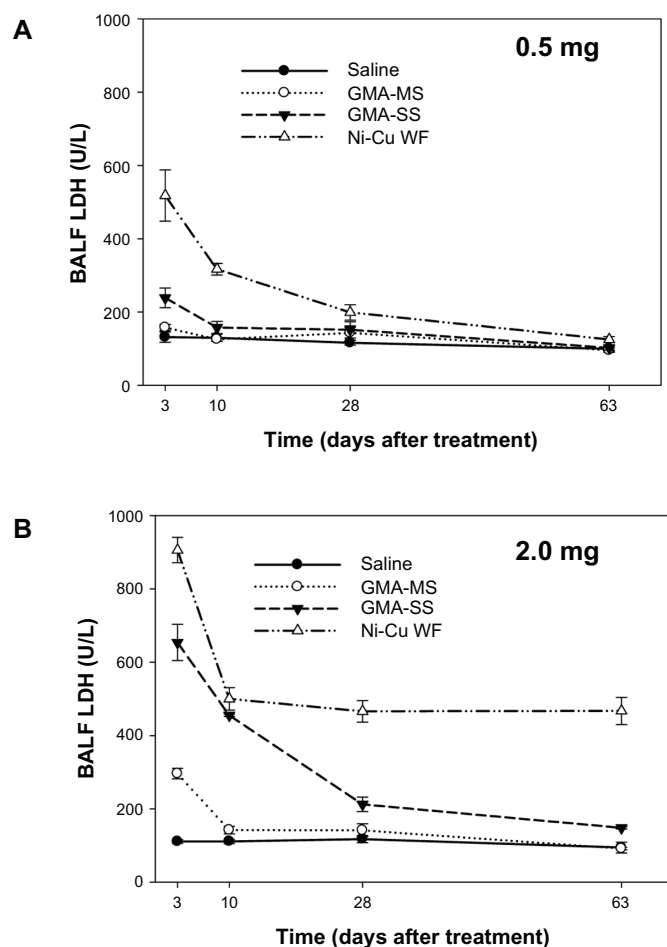 A
0.5 mg
1000
800
600
400
200
0
BALF LDH (U/L)
Saline
GMA-MS
GMA-SS
Ni-Cu WF
3
10
28
63
Time (days after treatment)
B
2.0 mg
1000
800
600
400
200
0
BALF LDH (U/L)
Saline
GMA-MS
GMA-SS
Ni-Cu WF
3
10
28
63
Time (days after treatment)